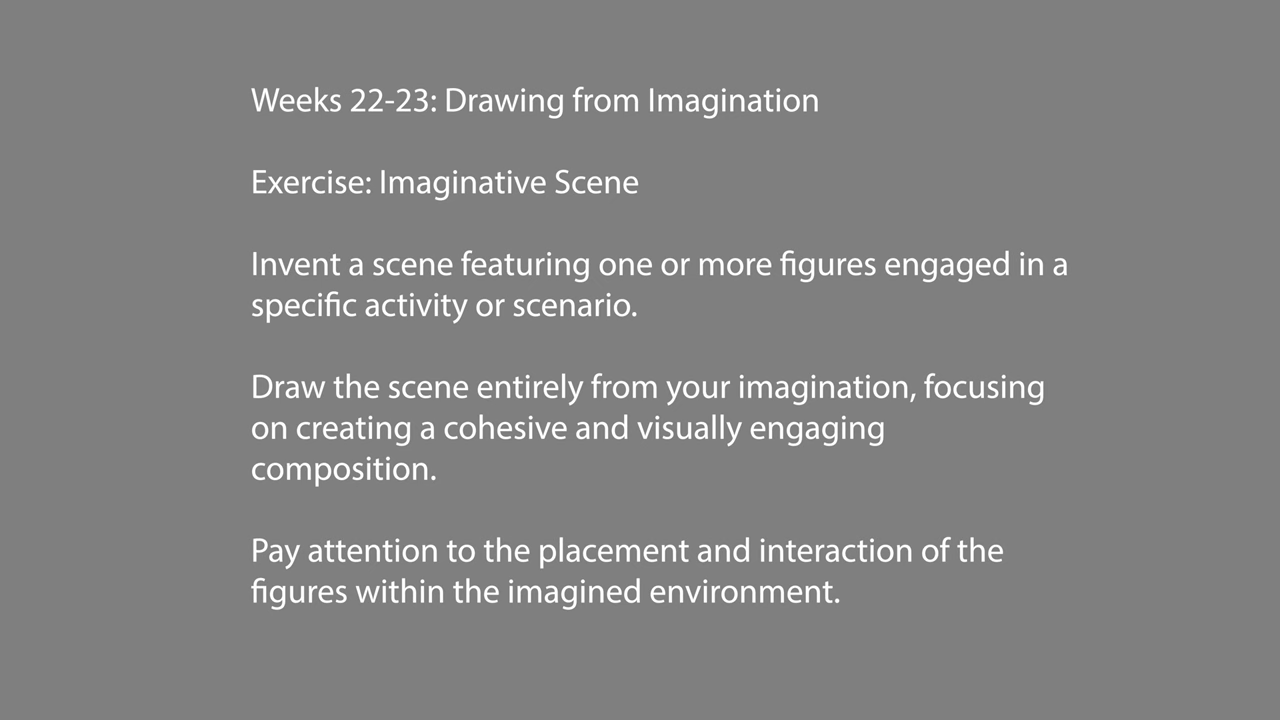 Weeks 22-23: Drawing from Imagination
Exercise: Imaginative Scene
Invent a scene featuring one or more figures engaged in a
specific activity or scenario.
Draw the scene entirely from your imagination, focusing
on creating a cohesive and visually engaging
composition.
Pay attention to the placement and interaction of the
figures within the imagined environment.